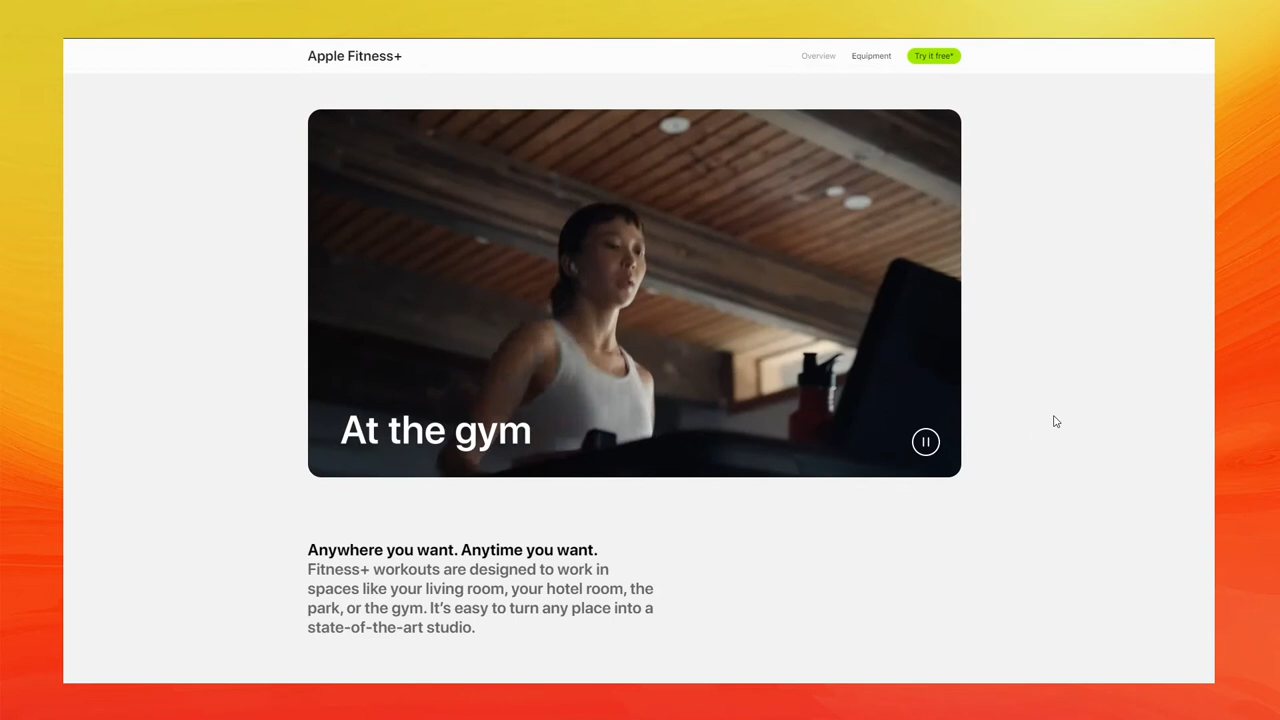 Apple Fitness+
Overview
Equipment
Try it free*
At the gym
Anywhere you want. Anytime you want.
Fitness+ workouts are designed to work in
spaces like your living room, your hotel room, the
park, or the gym. It’s easy to turn any place into a
state-of-the-art studio.